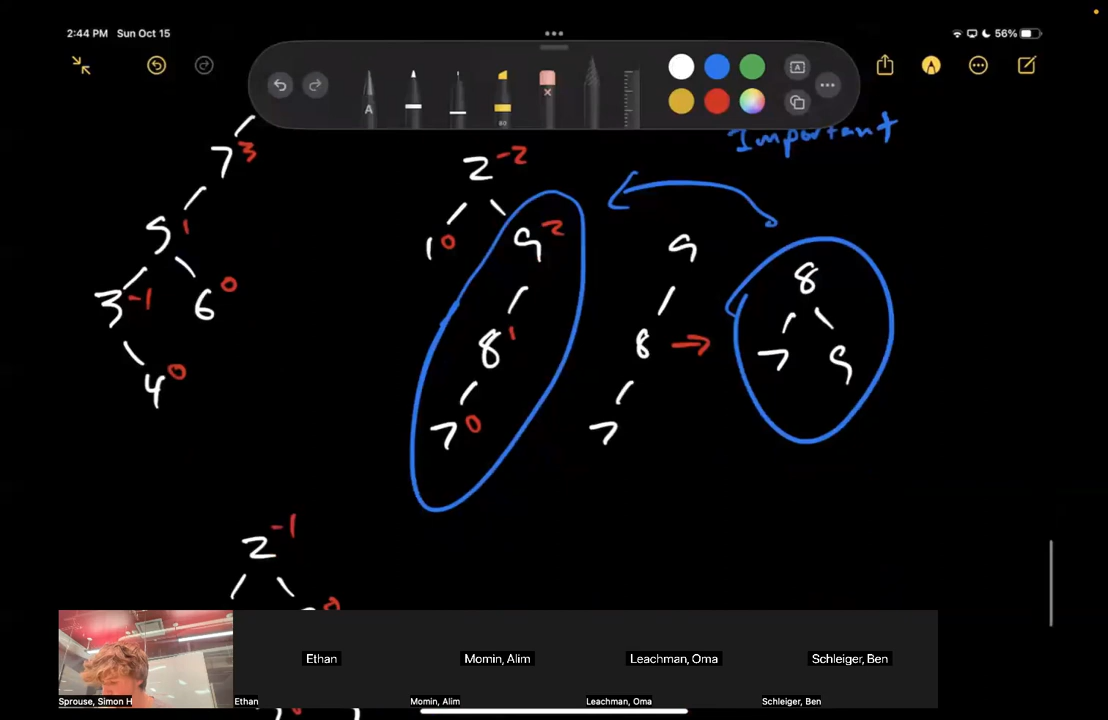 2:44 PM Sun Oct 15
56%
A
80
A
Important
7 3
2 -2
5 1
1 0
9 2
9
8
3 -1
6 0
8 1
8
7
9
4 0
7 0
7
2 -1
Ethan
Momin, Alim
Leachman, Oma
Schleiger, Ben
Sprouse, Simon H
Ethan
Momin, Alim
Leachman, Oma
Schleiger, Ben